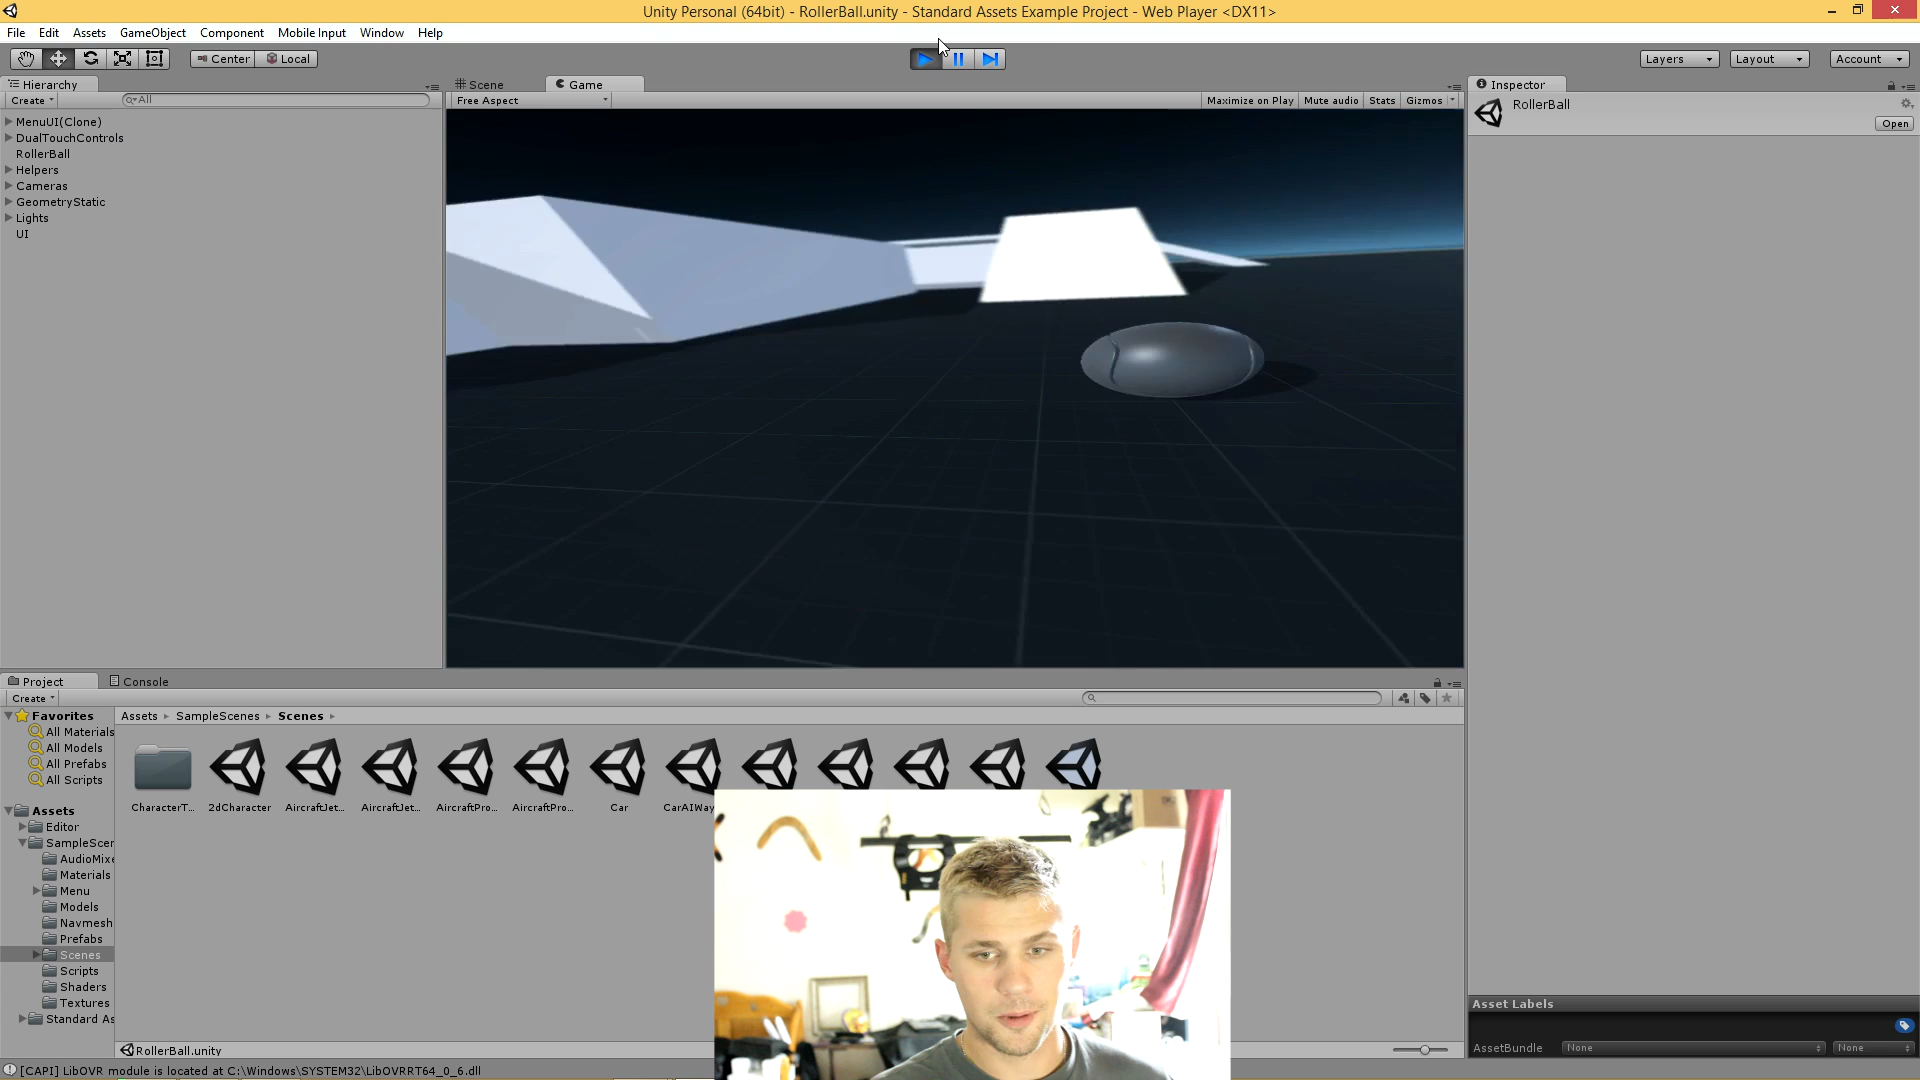 Unity Personal (64bit) - RollerBall.unity - Standard Assets Example Project - Web Player <DX11>
File Edit Assets GameObject Component Mobile Input Window Help
Center Local
Layers Layout Account
Hierarchy
Create All
MenuUI(Clone)
DualTouchControls
RollerBall
Helpers
Cameras
GeometryStatic
Lights
UI
Scene Game
Free Aspect Maximize on Play Mute audio Stats Gizmos
Inspector
RollerBall
Open
Project Console
Create
Favorites
All Materials
All Models
All Prefabs
All Scripts
Assets
Editor
SampleScen
AudioMixe
Materials
Menu
Models
Navmesh
Prefabs
Scenes
Scripts
Shaders
Textures
Standard As
Assets SampleScenes Scenes
CharacterT... 2dCharacter AircraftJet... AircraftJet... AircraftPro... AircraftPro... Car CarAIWay
RollerBall.unity
Asset Labels
AssetBundle None None
[CAPI] LibOVR module is located at C:\Windows\SYSTEM32\LibOVRRT64_0_6.dll